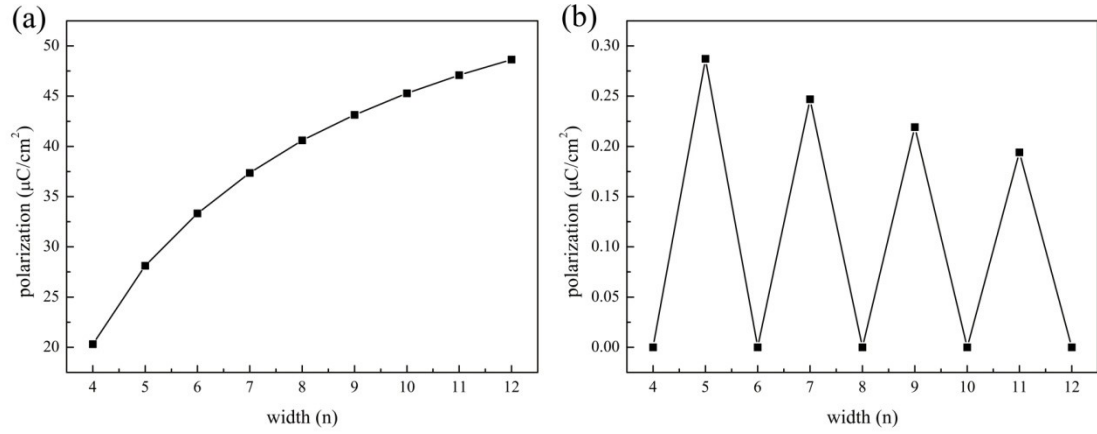 (a)
polarization (μC/cm²)
50
45
40
35
30
25
20
4 5 6 7 8 9 10 11 12
width (n)
(b)
polarization (μC/cm²)
0.30
0.25
0.20
0.15
0.10
0.05
0.00
4 5 6 7 8 9 10 11 12
width (n)